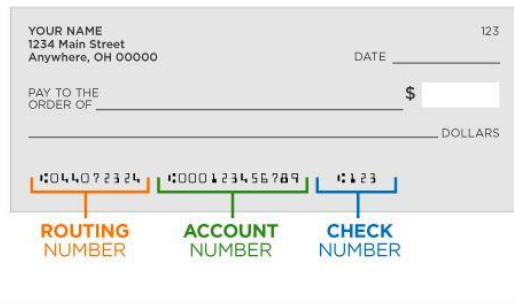 YOUR NAME 123
1234 Main Street
Anywhere, OH 00000 DATE
PAY TO THE
ORDER OF $
DOLLARS
⑆044072324 ⑆000123456789 ⑆123
ROUTING ACCOUNT CHECK
NUMBER NUMBER NUMBER